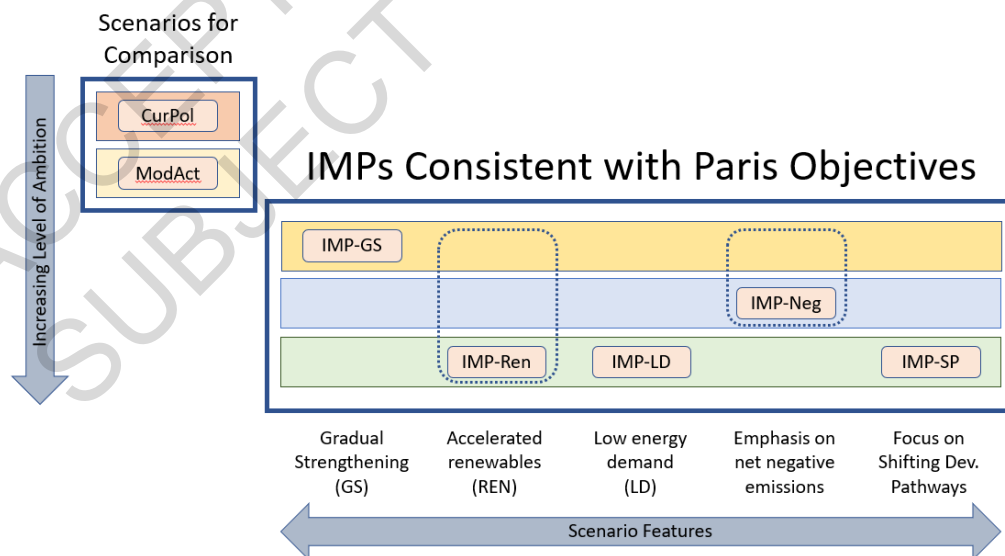 Scenarios for
Comparison
CurPol
ModAct
Increasing Level of Ambition
IMPs Consistent with Paris Objectives
IMP-GS
IMP-Neg
IMP-Ren
IMP-LD
IMP-SP
Gradual
Strengthening
(GS)
Accelerated
renewables
(REN)
Low energy
demand
(LD)
Emphasis on
net negative
emissions
Focus on
Shifting Dev.
Pathways
Scenario Features
SUBJECT